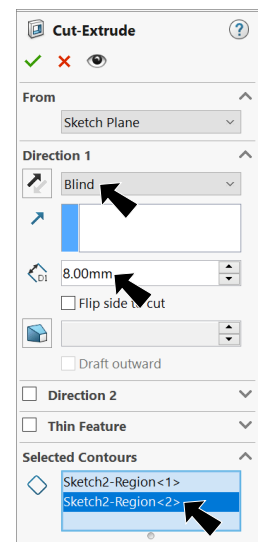 Cut-Extrude ?
From
Sketch Plane
Direction 1
Blind
D1 8.00mm
Flip side to cut
Draft outward
Direction 2
Thin Feature
Selected Contours
Sketch2-Region<1>
Sketch2-Region<2>